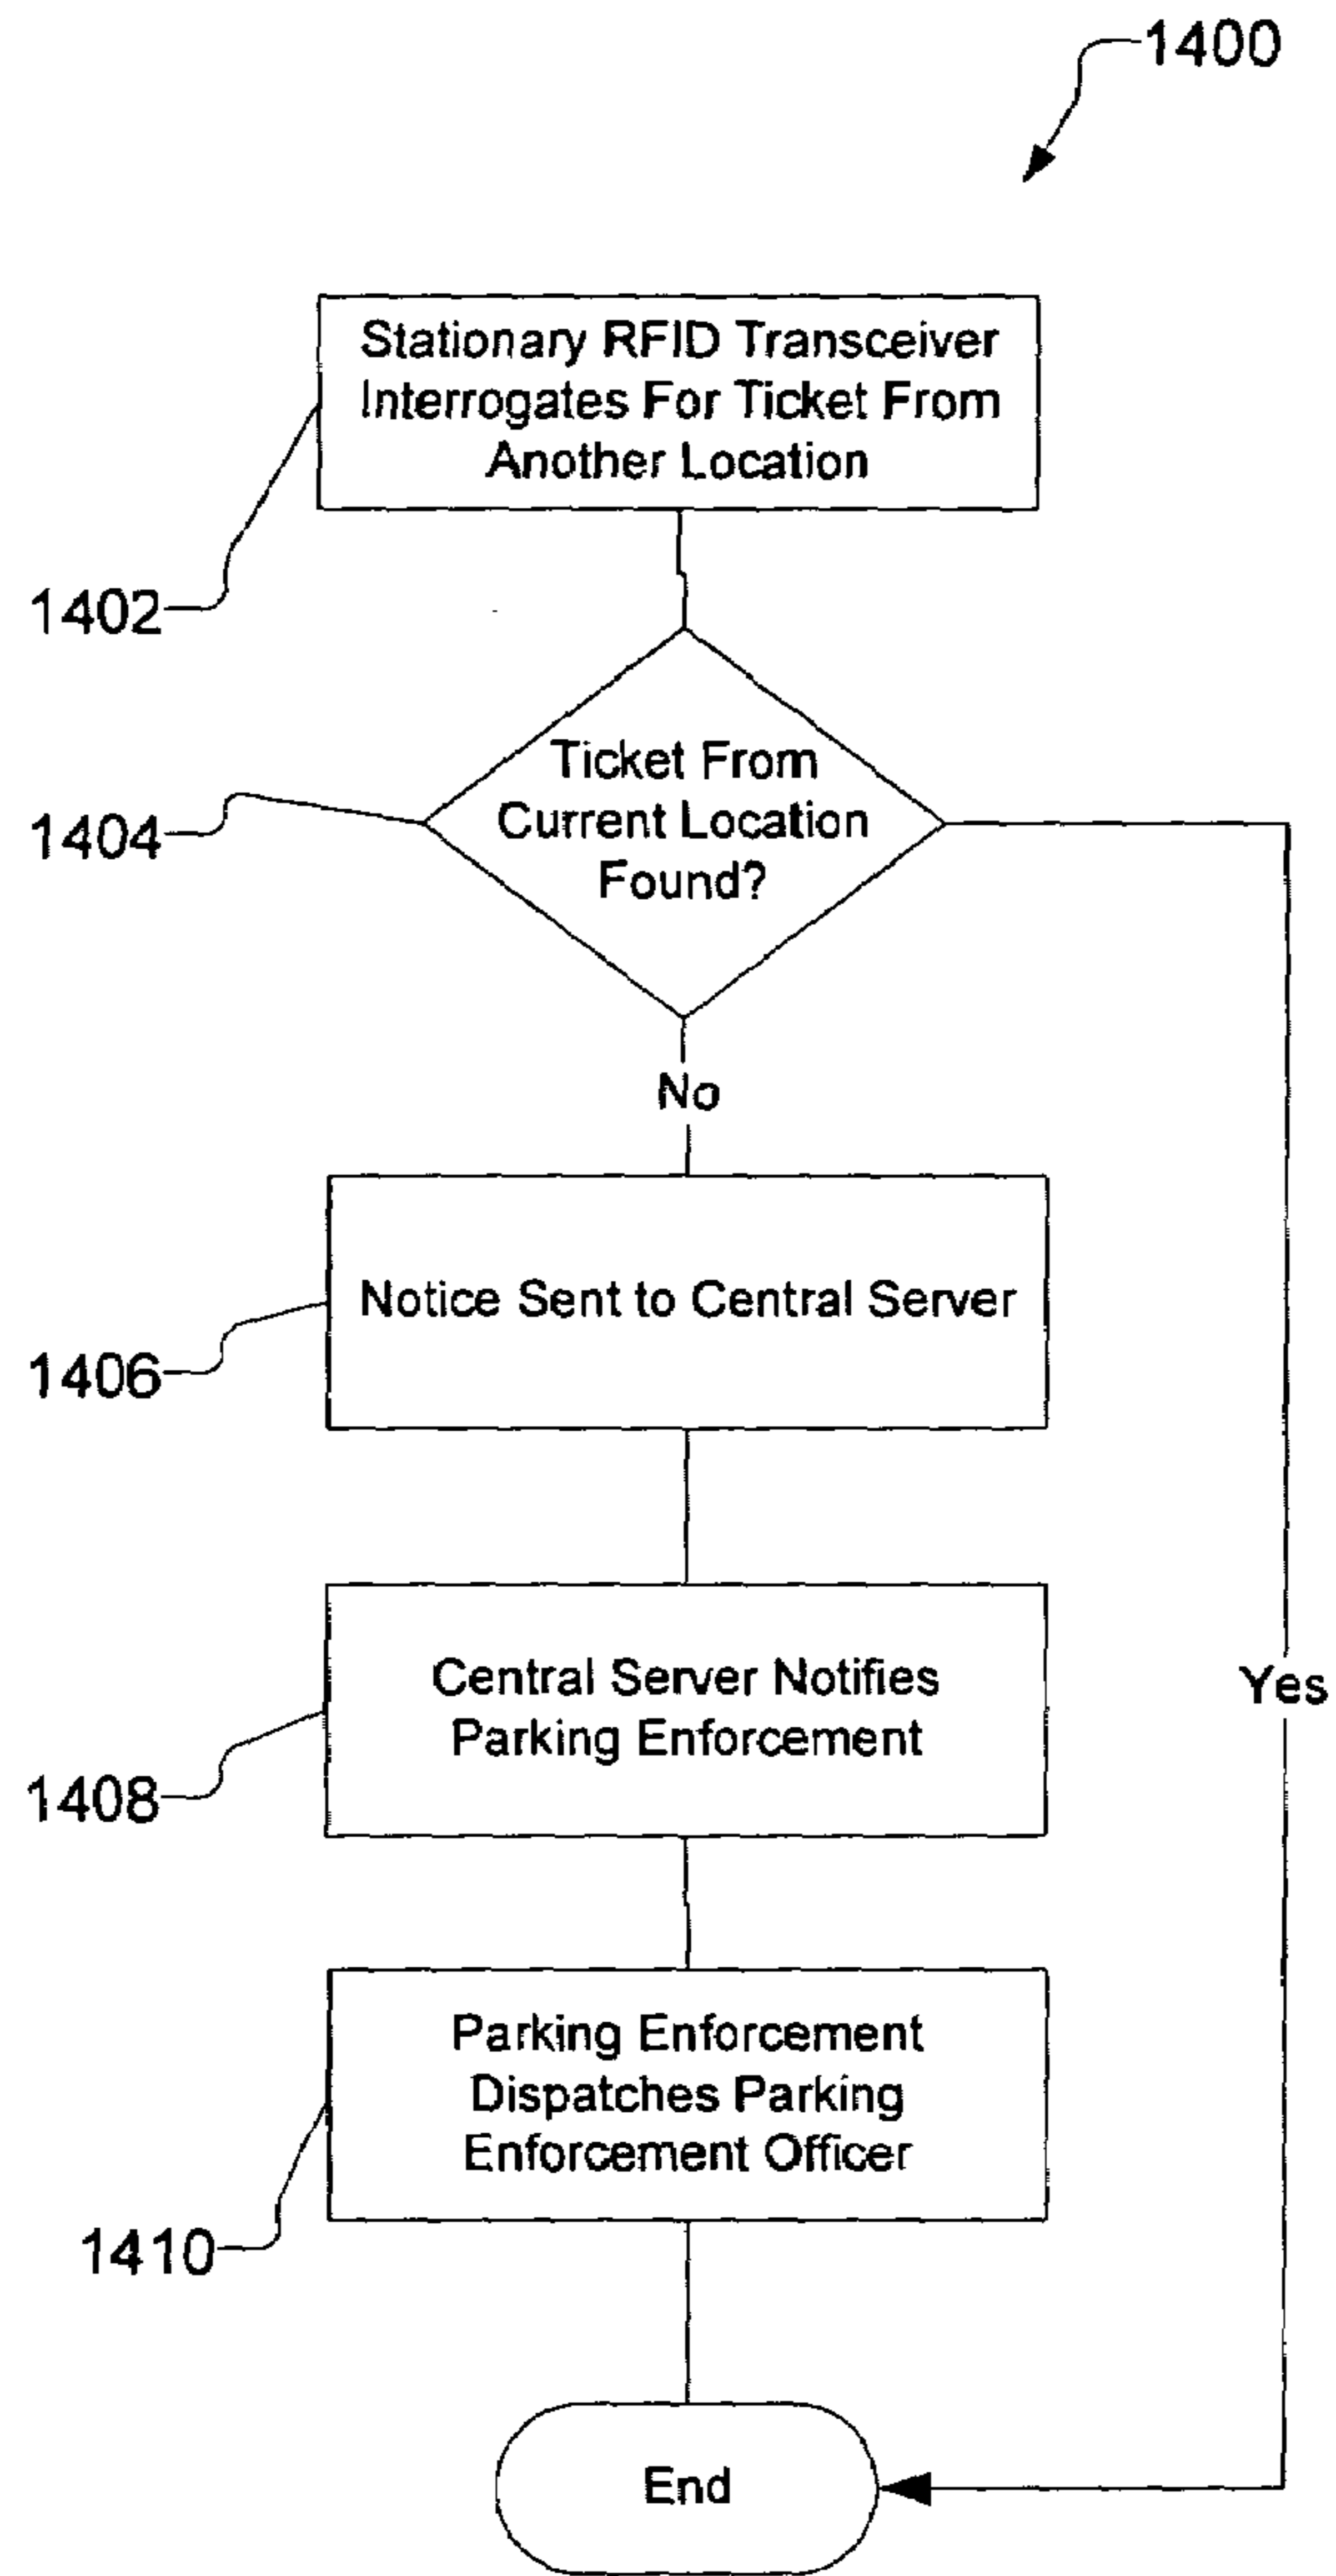 1400
Stationary RFID Transceiver
Interrogates For Ticket From
Another Location
1402
Ticket From
Current Location
Found?
1404
No
Notice Sent to Central Server
1406
Central Server Notifies
Parking Enforcement
Yes
1408
Parking Enforcement
Dispatches Parking
Enforcement Officer
1410
End